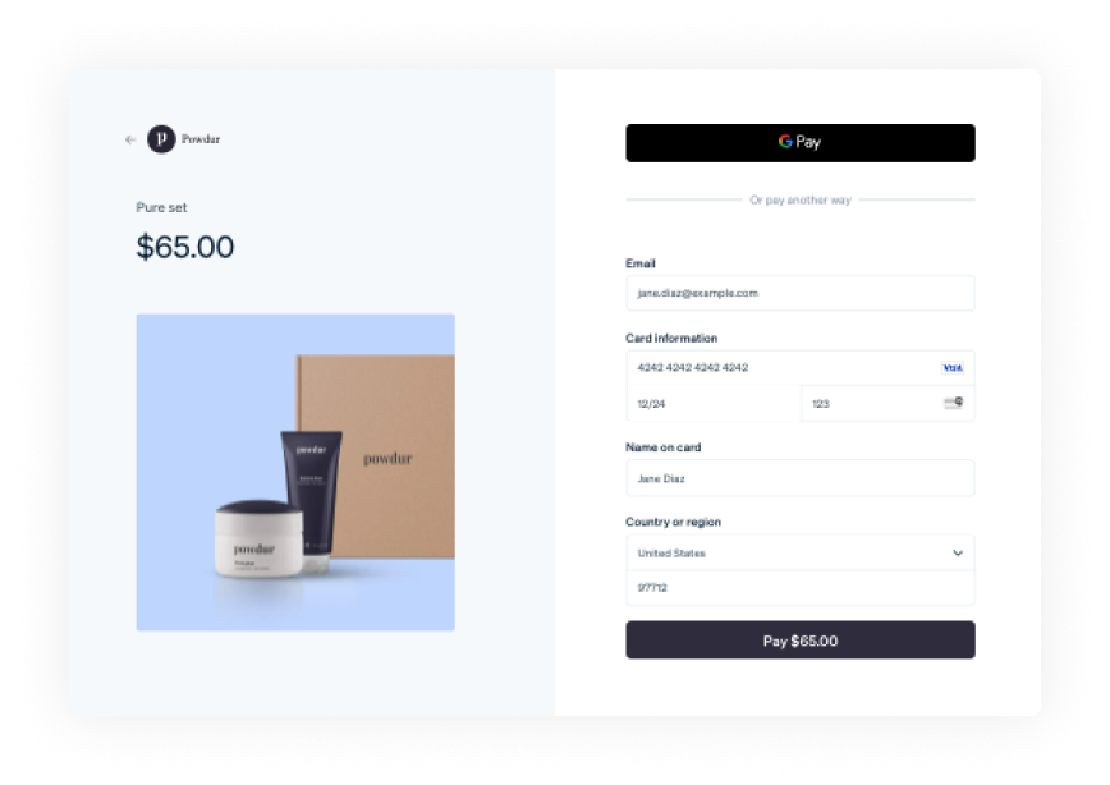 Powdur
Pure set
$65.00
powdur
powdur
powdur
G Pay
Or pay another way
Email
jane.diaz@example.com
Card information
4242 4242 4242 4242
VISA
12/24
123
Name on card
Jane Diaz
Country or region
United States
97712
Pay $65.00